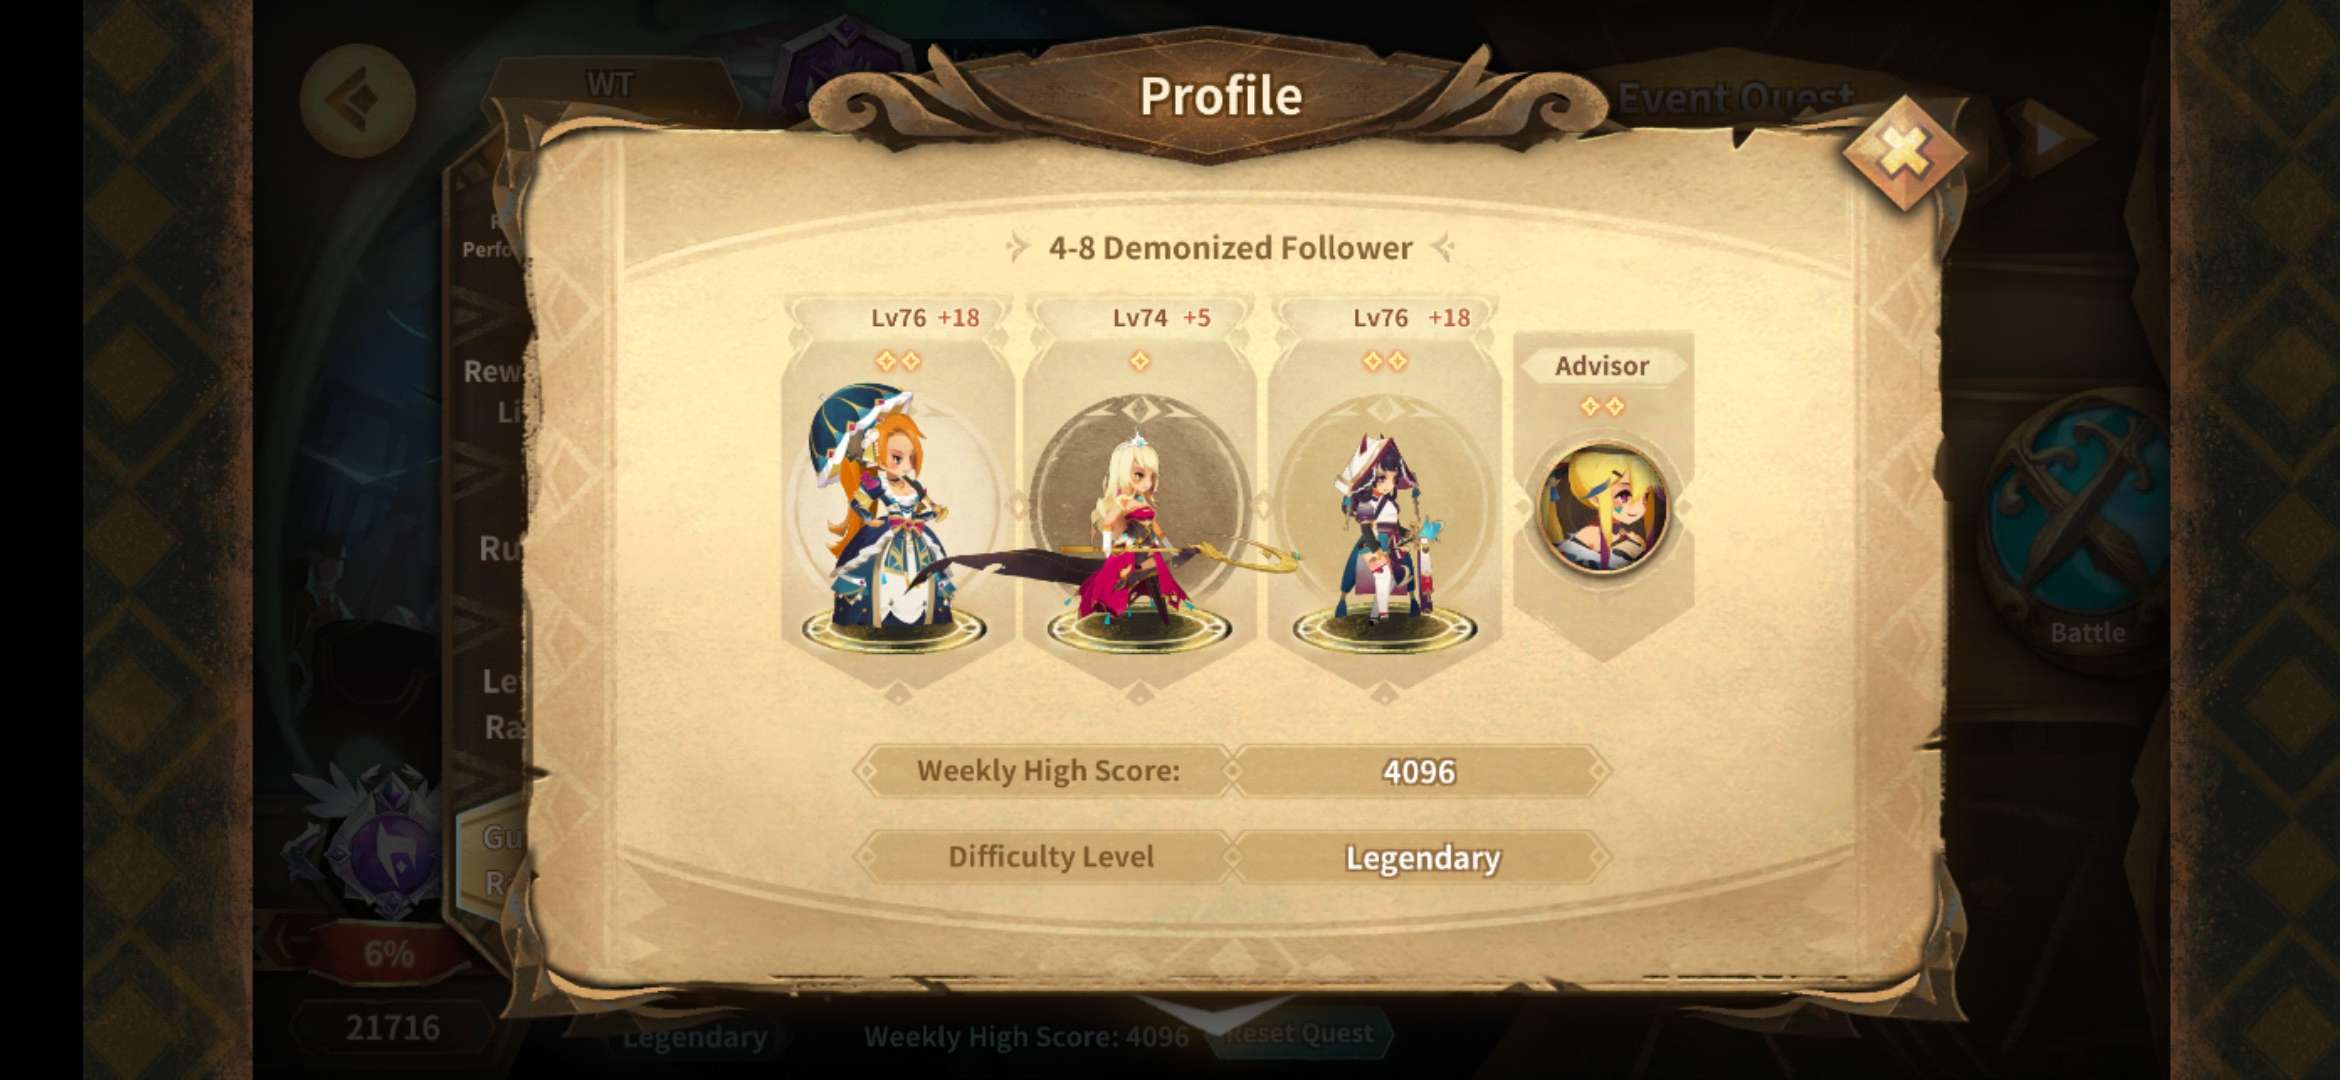 WT
Profile
Event Quest
4-8 Demonized Follower
Lv76 +18
Lv74 +5
Lv76 +18
Advisor
Battle
Weekly High Score:
4096
Difficulty Level
Legendary
6%
21716
Legendary
Weekly High Score: 4096
Reset Quest